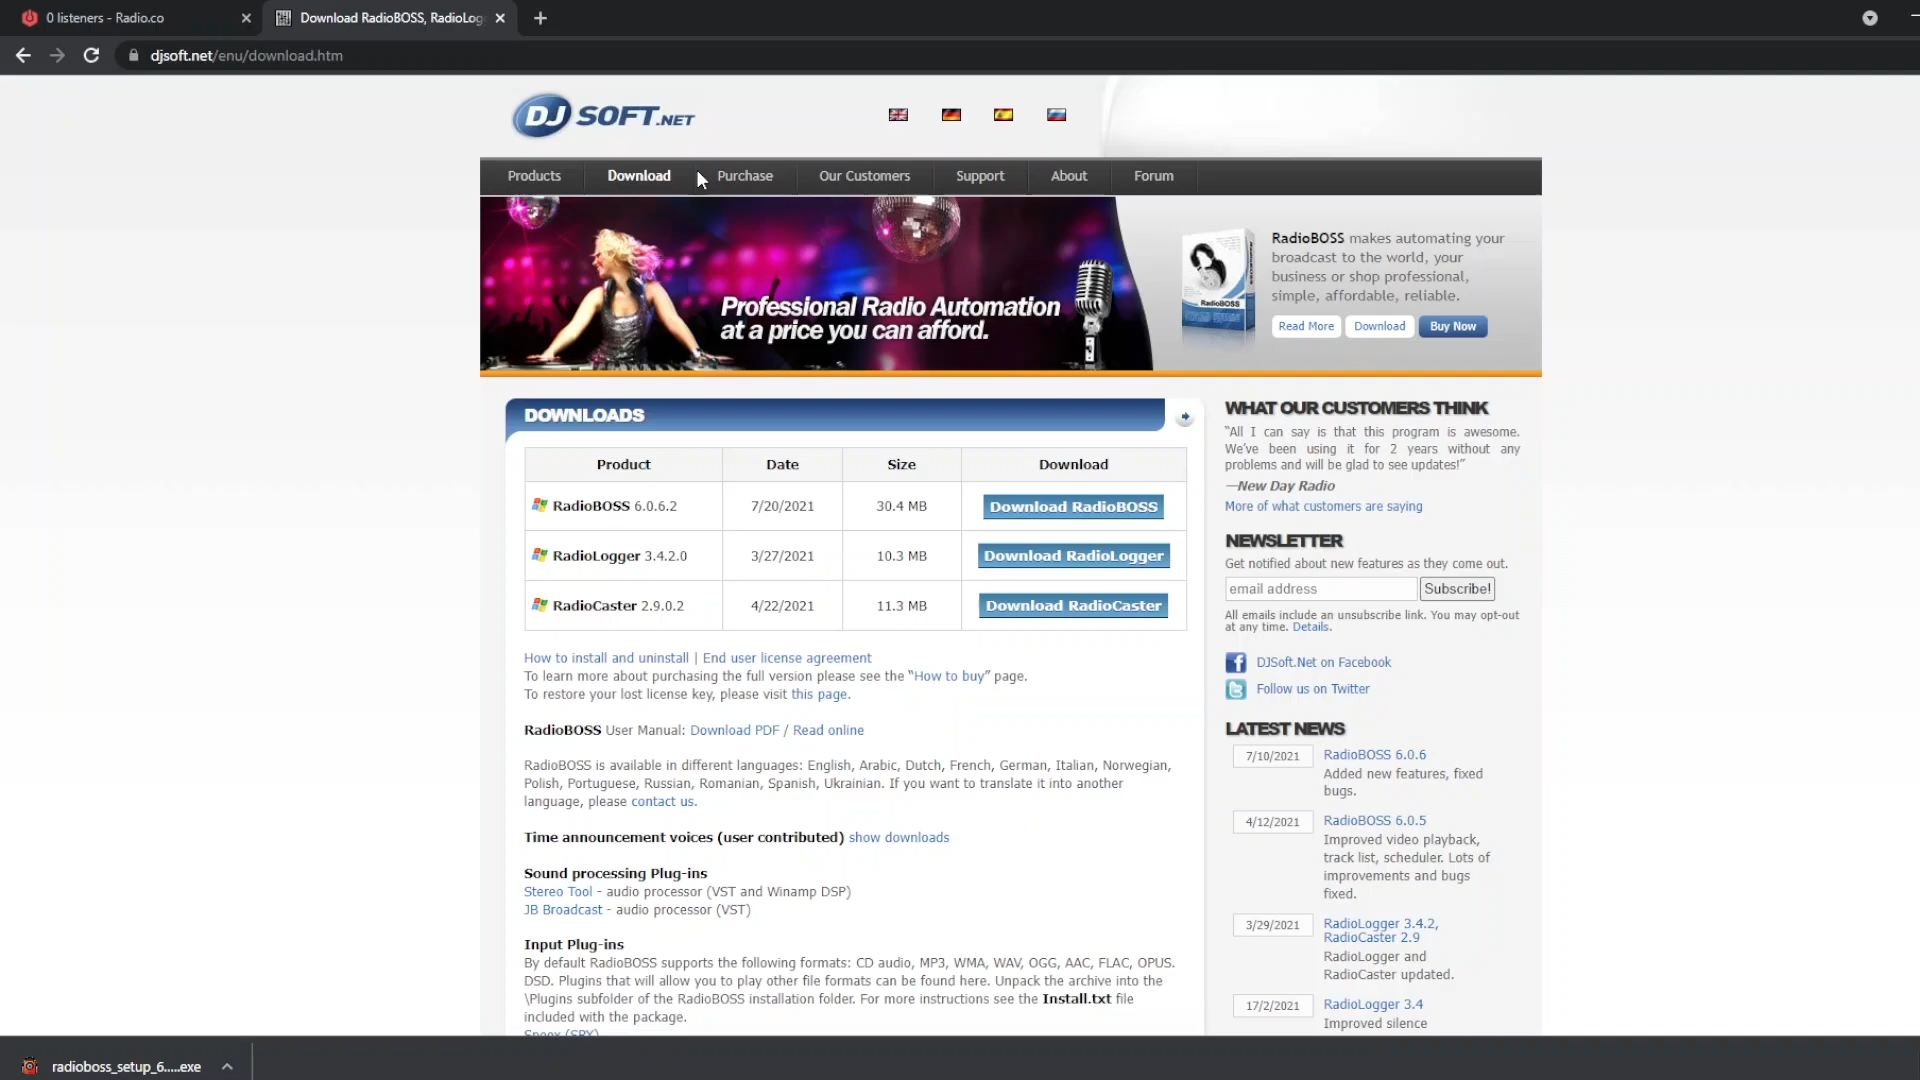 0 listeners - Radio.co
Download RadioBOSS, RadioLog
djsoft.net/enu/download.htm
DJ SOFT.NET
Products Download Purchase Our Customers Support About Forum
Professional Radio Automation
at a price you can afford.
RadioBOSS
RadioBOSS makes automating your
broadcast to the world, your
business or shop professional,
simple, affordable, reliable.
Read More Download Buy Now
DOWNLOADS
Product Date Size Download
RadioBOSS 6.0.6.2 7/20/2021 30.4 MB Download RadioBOSS
RadioLogger 3.4.2.0 3/27/2021 10.3 MB Download RadioLogger
RadioCaster 2.9.0.2 4/22/2021 11.3 MB Download RadioCaster
How to install and uninstall | End user license agreement
To learn more about purchasing the full version please see the “How to buy” page.
To restore your lost license key, please visit this page.
RadioBOSS User Manual: Download PDF / Read online
RadioBOSS is available in different languages: English, Arabic, Dutch, French, German, Italian, Norwegian,
Polish, Portuguese, Russian, Romanian, Spanish, Ukrainian. If you want to translate it into another
language, please contact us.
Time announcement voices (user contributed) show downloads
Sound processing Plug-ins
Stereo Tool - audio processor (VST and Winamp DSP)
JB Broadcast - audio processor (VST)
Input Plug-ins
By default RadioBOSS supports the following formats: CD audio, MP3, WMA, WAV, OGG, AAC, FLAC, OPUS.
DSD. Plugins that will allow you to play other file formats can be found here. Unpack the archive into the
\Plugins subfolder of the RadioBOSS installation folder. For more instructions see the Install.txt file
included with the package.
Speex (SPX)
WHAT OUR CUSTOMERS THINK
“All I can say is that this program is awesome.
We’ve been using it for 2 years without any
problems and will be glad to see updates!”
—New Day Radio
More of what customers are saying
NEWSLETTER
Get notified about new features as they come out.
email address Subscribe!
All emails include an unsubscribe link. You may opt-out
at any time. Details.
DJSoft.Net on Facebook
Follow us on Twitter
LATEST NEWS
7/10/2021 RadioBOSS 6.0.6
Added new features, fixed
bugs.
4/12/2021 RadioBOSS 6.0.5
Improved video playback,
track list, scheduler. Lots of
improvements and bugs
fixed.
3/29/2021 RadioLogger 3.4.2,
RadioCaster 2.9
RadioLogger and
RadioCaster updated.
17/2/2021 RadioLogger 3.4
Improved silence
radioboss_setup_6.....exe